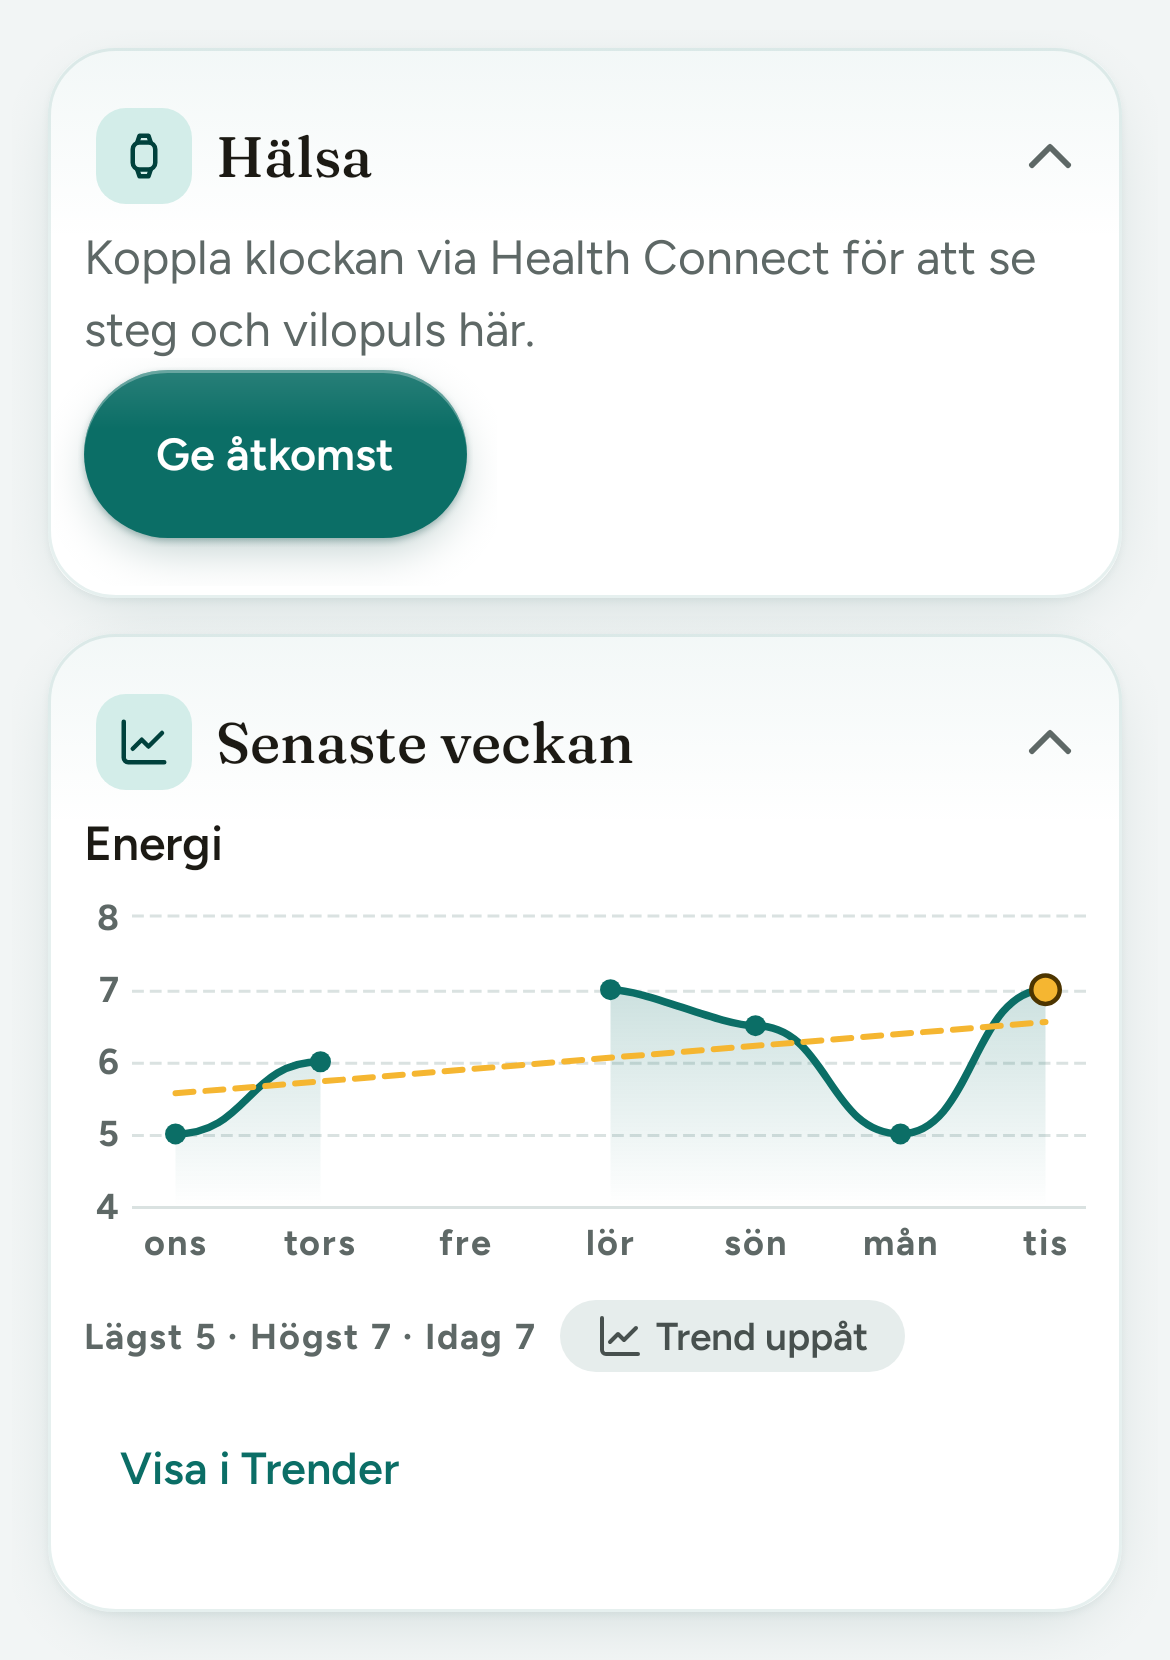 Hälsa
Koppla klockan via Health Connect för att se
steg och vilopuls här.
Ge åtkomst
Senaste veckan
Energi
8
7
6
5
4
ons tors fre lör sön mån tis
Lägst 5 · Högst 7 · Idag 7 Trend uppåt
Visa i Trender